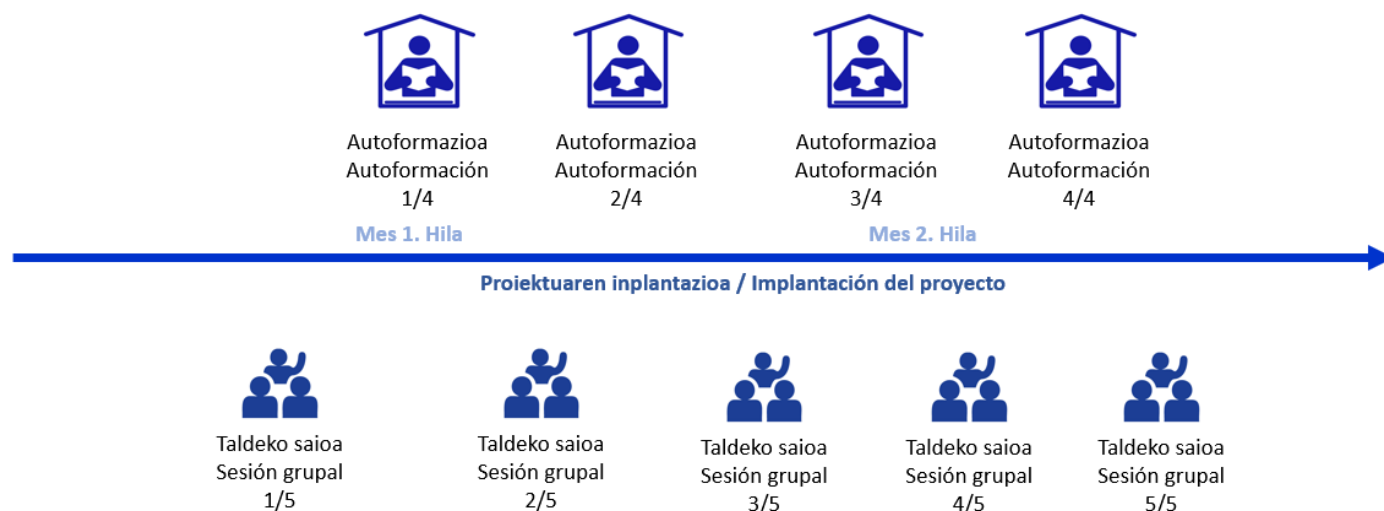 Autoformazioa
Autoformación
1/4
Autoformazioa
Autoformación
2/4
Autoformazioa
Autoformación
3/4
Autoformazioa
Autoformación
4/4
Mes 1. Hila
Mes 2. Hila
Proiektuaren inplantazioa / Implantación del proyecto
Taldeko saioa
Sesión grupal
1/5
Taldeko saioa
Sesión grupal
2/5
Taldeko saioa
Sesión grupal
3/5
Taldeko saioa
Sesión grupal
4/5
Taldeko saioa
Sesión grupal
5/5